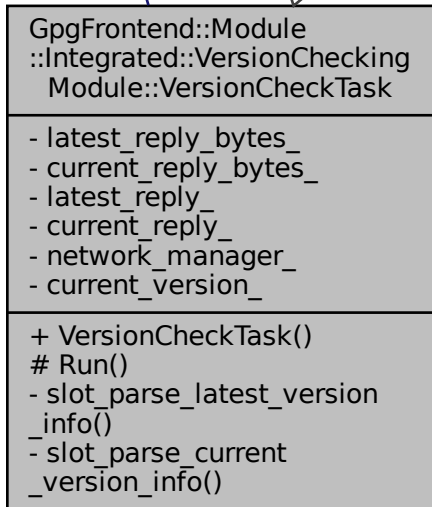 GpgFrontend::Module
::Integrated::VersionChecking
Module::VersionCheckTask
- latest_reply_bytes_
- current_reply_bytes_
- latest_reply_
- current_reply_
- network_manager_
- current_version_
+ VersionCheckTask()
# Run()
- slot_parse_latest_version
_info()
- slot_parse_current
_version_info()